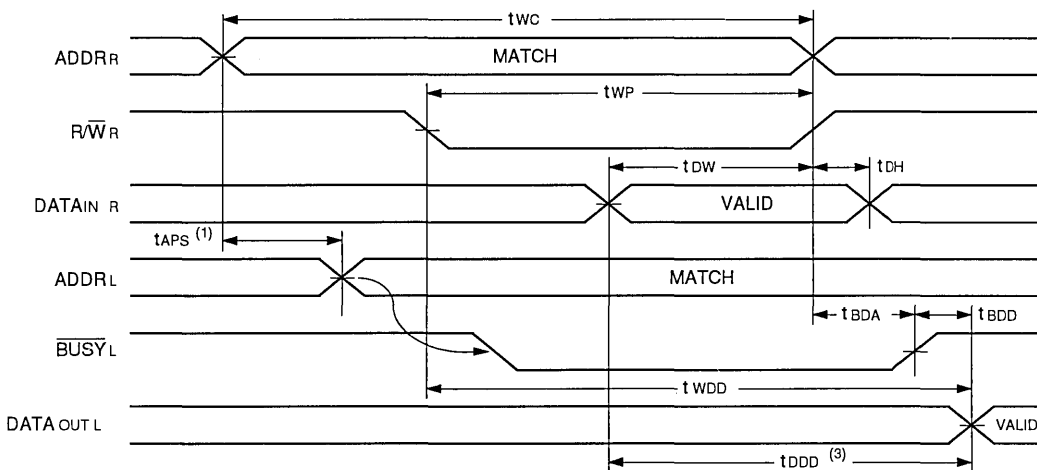 tWC
ADDRR MATCH
tWP
R/W̅R
tDW tDH
DATAIN R VALID
tAPS (1)
ADDRL MATCH
tBDA tBDD
B̅U̅S̅Y̅L
tWDD
DATAOUT L VALID
tDDD (3)